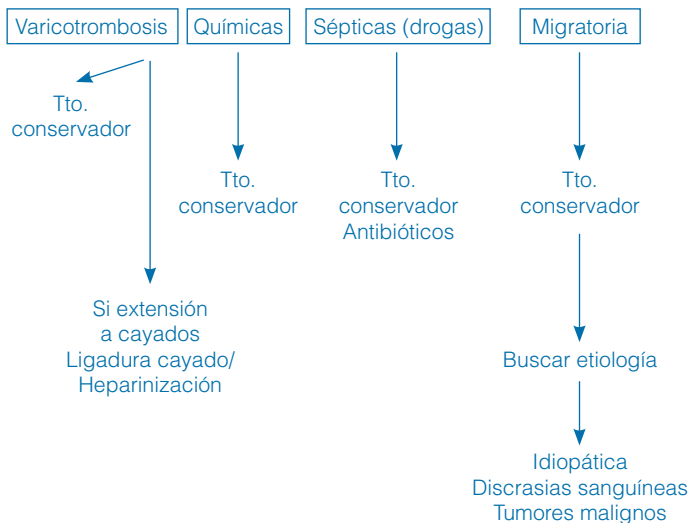 Varicotrombosis
Químicas
Sépticas (drogas)
Migratoria
Tto.
conservador
Si extensión
a cayados
Ligadura cayado/
Heparinización
Tto.
conservador
Tto.
conservador
Antibióticos
Tto.
conservador
Buscar etiología
Idiopática
Discrasias sanguíneas
Tumores malignos